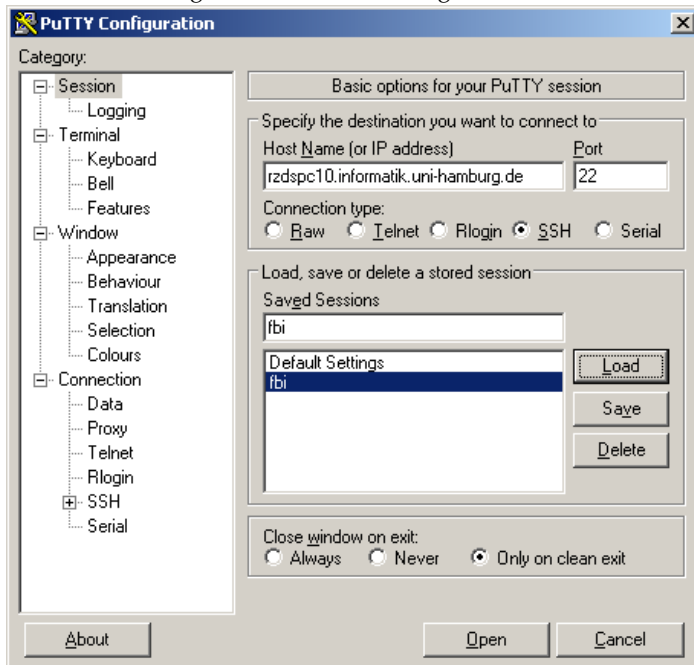 PuTTY Configuration
Category:
Session
Logging
Terminal
Keyboard
Bell
Features
Window
Appearance
Behaviour
Translation
Selection
Colours
Connection
Data
Proxy
Telnet
Rlogin
SSH
Serial
Basic options for your PuTTY session
Specify the destination you want to connect to
Host Name (or IP address) Port
rzdspc10.informatik.uni-hamburg.de 22
Connection type:
Raw Telnet Rlogin SSH Serial
Load, save or delete a stored session
Saved Sessions
fbi
Default Settings
fbi
Load
Save
Delete
Close window on exit:
Always Never Only on clean exit
About Open Cancel